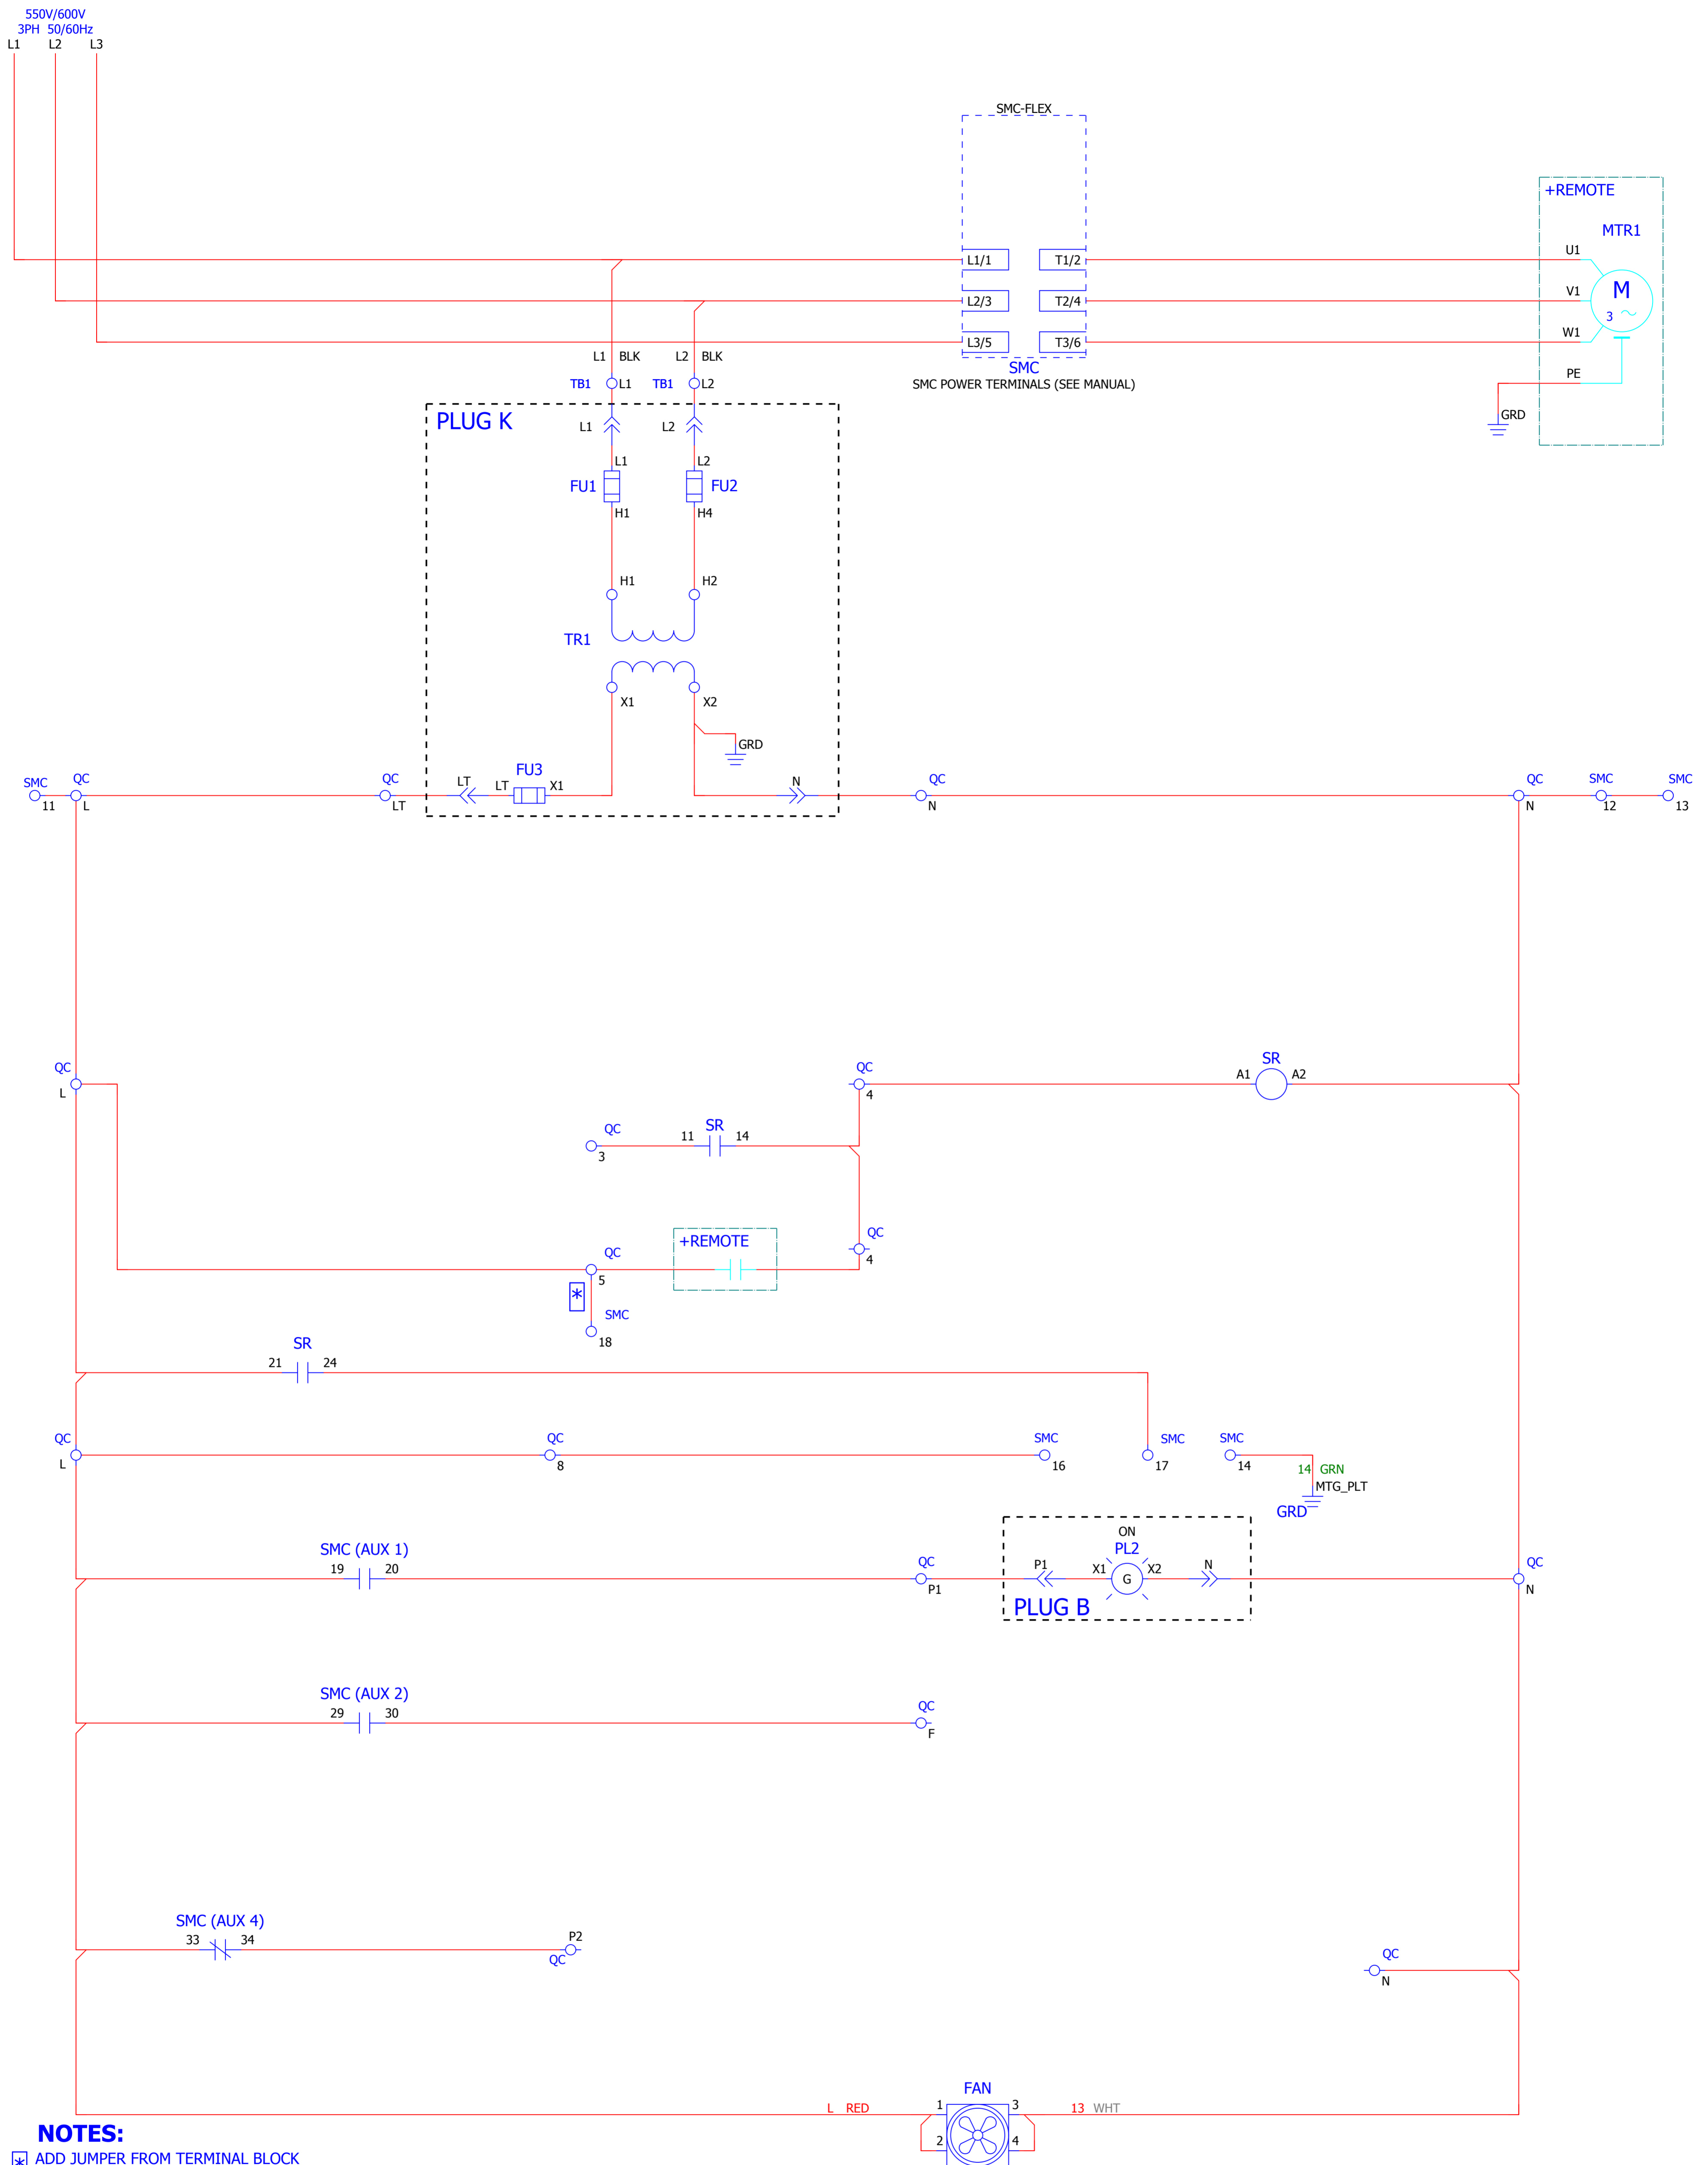 550V/600V
3PH 50/60Hz
L1 L2 L3
SMC-FLEX
+REMOTE
MTR1
L1/1 T1/2 U1
M
3
L2/3 T2/4 V1
L3/5 T3/6 W1
L1 BLK L2 BLK
SMC
SMC POWER TERMINALS (SEE MANUAL)
PE
TB1 L1 TB1 L2
GRD
PLUG K
L1 L2
L1 L2
FU1 FU2
H1 H4
H1 H2
TR1
X1 X2
GRD
SMC QC QC FU3 QC QC SMC SMC
LT LT X1 N
11 L LT N N 12 13
QC QC SR
A1 A2
L 4
QC SR
11 14
3
QC +REMOTE QC
4
5
*
SMC
18
SR
21 24
QC QC SMC SMC SMC
L 8 16 17 14
14 GRN
MTG_PLT
GRD
ON
SMC (AUX 1) PL2
19 20 QC P1 X1 X2 N QC
G
P1 N
PLUG B
SMC (AUX 2)
29 30 QC
F
SMC (AUX 4)
33 34 P2
QC QC
N
FAN
L RED 1 3 13 WHT
2 4
NOTES:
* ADD JUMPER FROM TERMINAL BLOCK